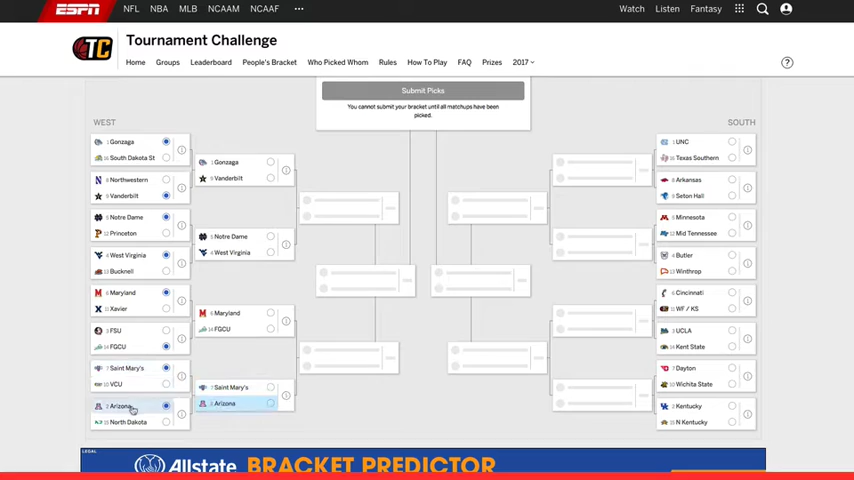 ESPN NFL NBA MLB NCAAM NCAAF ••• Watch Listen Fantasy
TC Tournament Challenge
Home Groups Leaderboard People's Bracket Who Picked Whom Rules How To Play FAQ Prizes 2017
Submit Picks
You cannot submit your bracket until all matchups have been
picked.
WEST SOUTH
1 Gonzaga
16 South Dakota St
8 Northwestern
9 Vanderbilt
5 Notre Dame
12 Princeton
4 West Virginia
13 Bucknell
6 Maryland
11 Xavier
3 FSU
14 FGCU
7 Saint Mary's
10 VCU
2 Arizona
15 North Dakota
1 Gonzaga
9 Vanderbilt
5 Notre Dame
4 West Virginia
6 Maryland
14 FGCU
7 Saint Mary's
2 Arizona
1 UNC
16 Texas Southern
8 Arkansas
9 Seton Hall
5 Minnesota
12 Mid Tennessee
4 Butler
13 Winthrop
6 Cincinnati
11 WF / KS
3 UCLA
14 Kent State
7 Dayton
10 Wichita State
2 Kentucky
15 N Kentucky
LEGAL
Allstate BRACKET PREDICTOR